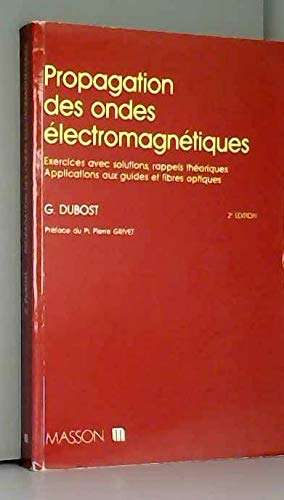 Propagation
des ondes
électromagnétiques
Exercices avec solutions, rappels théoriques
Applications aux guides et fibres optiques
G. DUBOST
2e EDITION
Préface du Pr. Pierre GRIVET
MASSON m